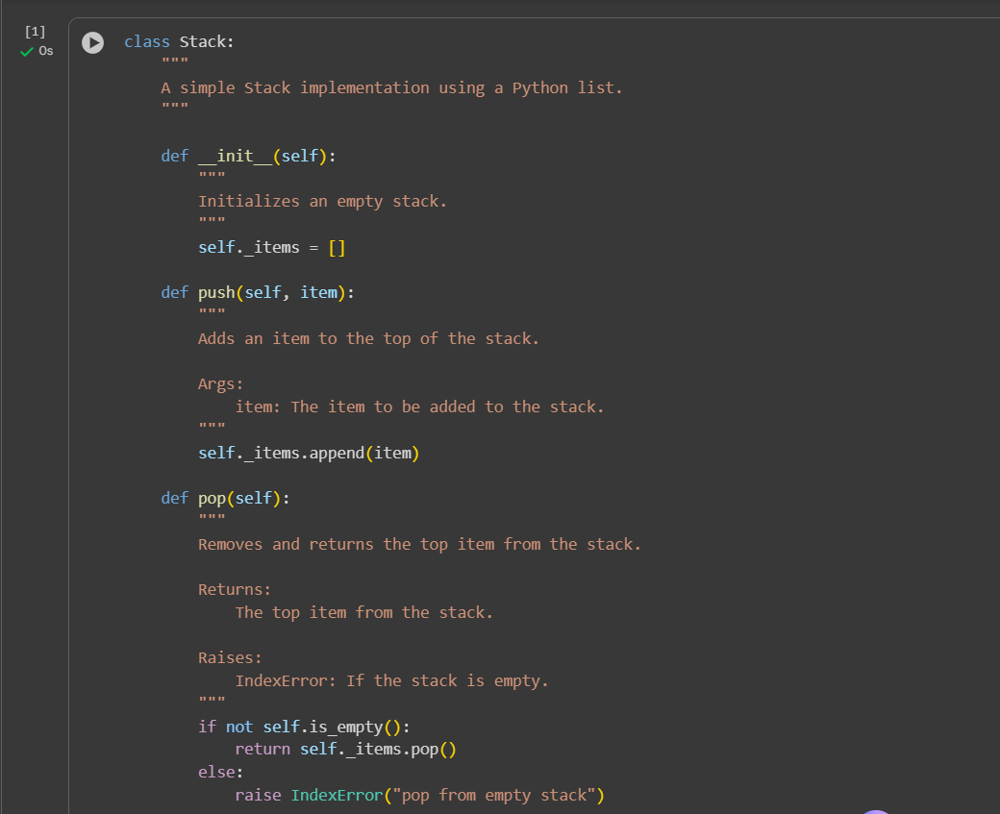 [1]
0s
class Stack:
    """
    A simple Stack implementation using a Python list.
    """

    def __init__(self):
        """
        Initializes an empty stack.
        """
        self._items = []

    def push(self, item):
        """
        Adds an item to the top of the stack.

        Args:
            item: The item to be added to the stack.
        """
        self._items.append(item)

    def pop(self):
        """
        Removes and returns the top item from the stack.

        Returns:
            The top item from the stack.

        Raises:
            IndexError: If the stack is empty.
        """
        if not self.is_empty():
            return self._items.pop()
        else:
            raise IndexError("pop from empty stack")